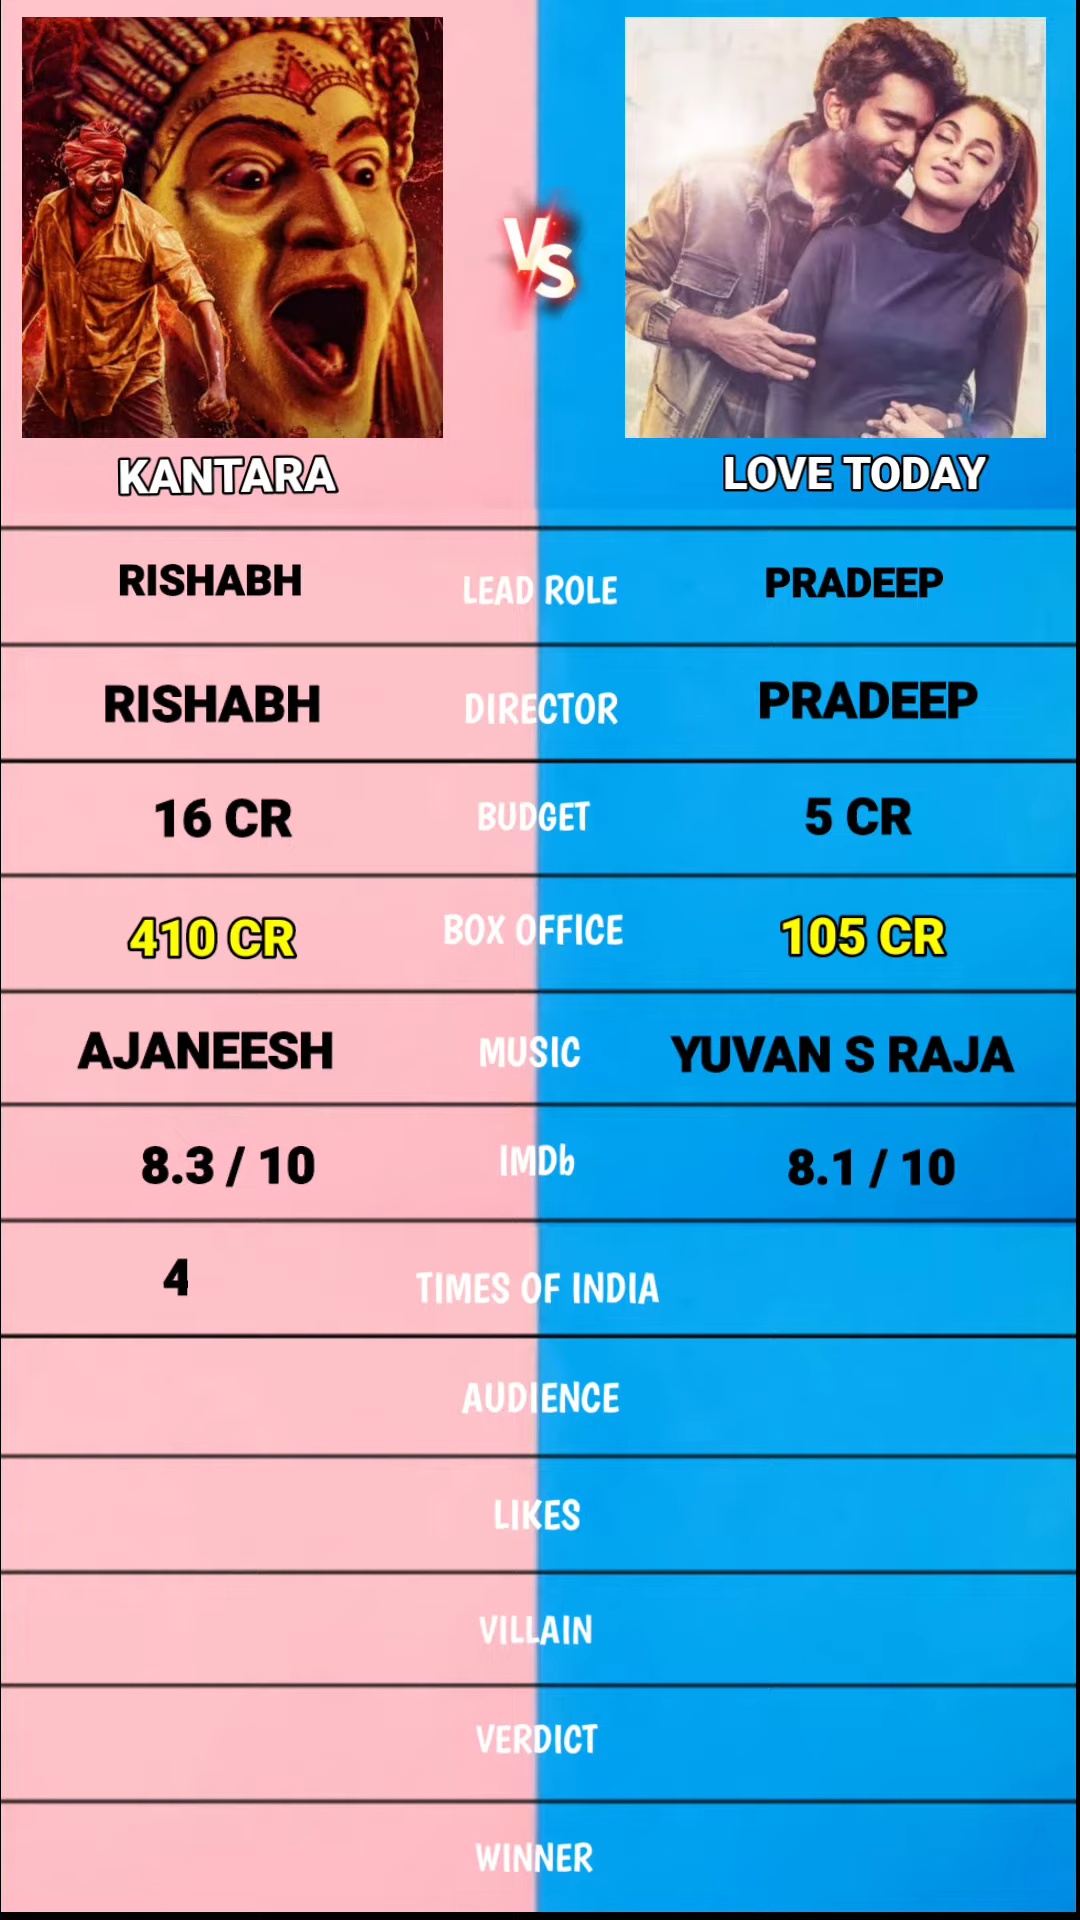 VS
KANTARA
LOVE TODAY
RISHABH LEAD ROLE PRADEEP
RISHABH DIRECTOR PRADEEP
16 CR BUDGET 5 CR
410 CR BOX OFFICE 105 CR
AJANEESH MUSIC YUVAN S RAJA
8.3 / 10 IMDb 8.1 / 10
4 TIMES OF INDIA
AUDIENCE
LIKES
VILLAIN
VERDICT
WINNER